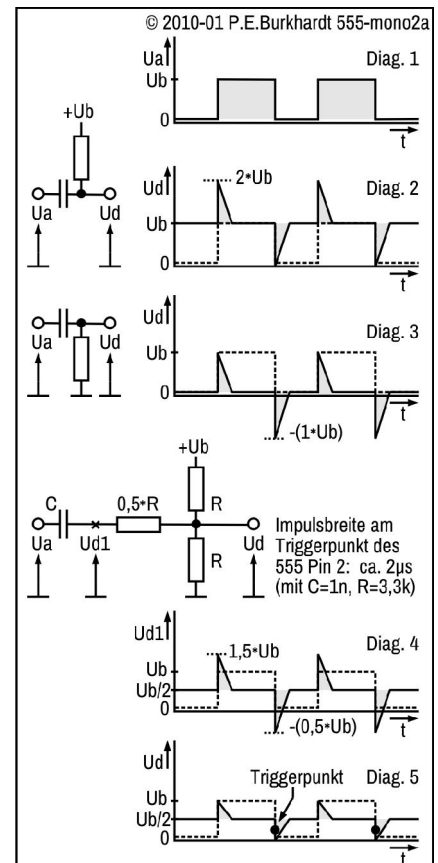 © 2010-01 P.E.Burkhardt 555-mono2a
Ua
Diag. 1
Ub
0
t
+Ub
Ua
Ud
Ud
2*Ub
Diag. 2
Ub
0
t
Ua
Ud
Ud
Diag. 3
Ub
0
-(1*Ub)
t
+Ub
C
0,5*R
R
Ua
Ud1
R
Ud
Impulsbreite am
Triggerpunkt des
555 Pin 2: ca. 2µs
(mit C=1n, R=3,3k)
Ud1
1,5*Ub
Diag. 4
Ub
Ub/2
0
-(0,5*Ub)
t
Ud
Triggerpunkt
Diag. 5
Ub
Ub/2
0
t